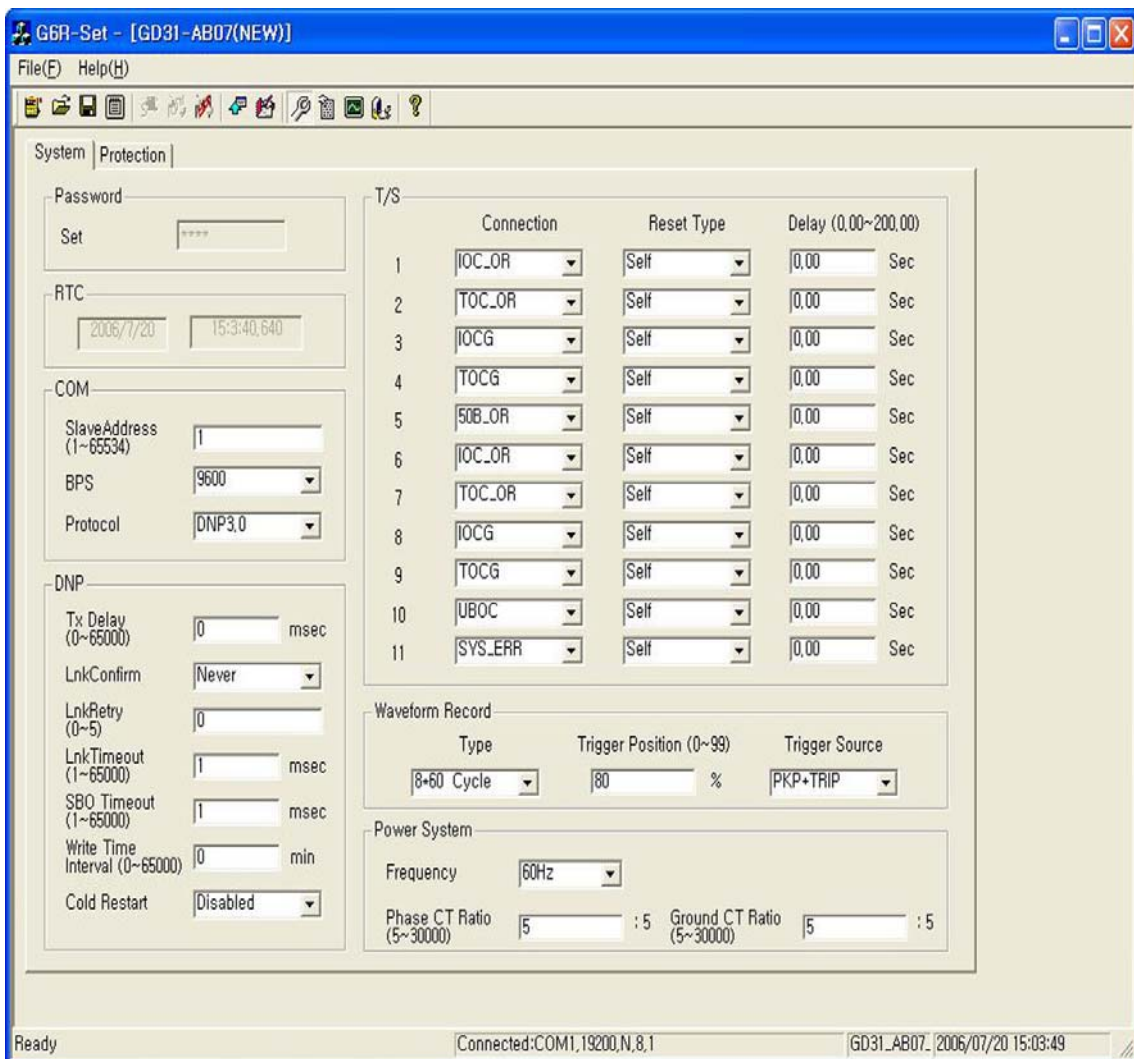 G6R-Set - [GD31-AB07(NEW)]
File(F) Help(H)
System Protection
Password
Set ****
RTC
2006/7/20 15:3:40.640
COM
SlaveAddress
(1~65534)
1
BPS 9600
Protocol DNP3.0
DNP
Tx Delay
(0~65000)
0 msec
LnkConfirm Never
LnkRetry
(0~5)
0
LnkTimeout
(1~65000)
1 msec
SBO Timeout
(1~65000)
1 msec
Write Time
Interval (0~65000)
0 min
Cold Restart Disabled
T/S
Connection Reset Type Delay (0.00~200.00)
1 IOC_OR Self 0.00 Sec
2 TOC_OR Self 0.00 Sec
3 IOCG Self 0.00 Sec
4 TOCG Self 0.00 Sec
5 50B_OR Self 0.00 Sec
6 IOC_OR Self 0.00 Sec
7 TOC_OR Self 0.00 Sec
8 IOCG Self 0.00 Sec
9 TOCG Self 0.00 Sec
10 UBOC Self 0.00 Sec
11 SYS_ERR Self 0.00 Sec
Waveform Record
Type Trigger Position (0~99) Trigger Source
8*60 Cycle 80 % PKP+TRIP
Power System
Frequency 60Hz
Phase CT Ratio
(5~30000)
5 : 5
Ground CT Ratio
(5~30000)
5 : 5
Ready Connected:COM1,19200,N,8,1 GD31_AB07_ 2006/07/20 15:03:49